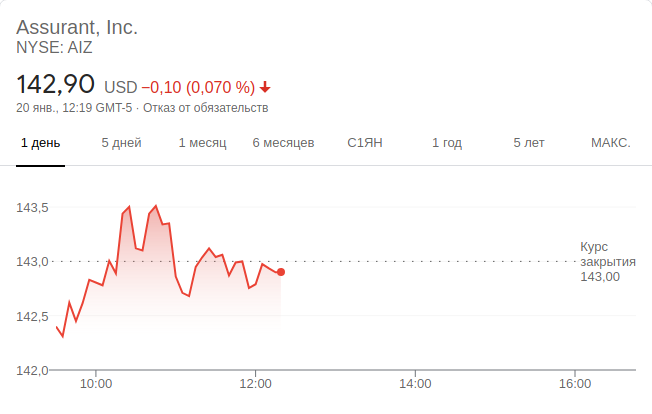 Assurant, Inc.
NYSE: AIZ
142,90 USD −0,10 (0,070 %)
20 янв., 12:19 GMT-5 · Отказ от обязательств
1 день 5 дней 1 месяц 6 месяцев С1ЯН 1 год 5 лет МАКС.
143,5
Курс
143,0 закрытия
143,00
142,5
142,0
10:00 12:00 14:00 16:00